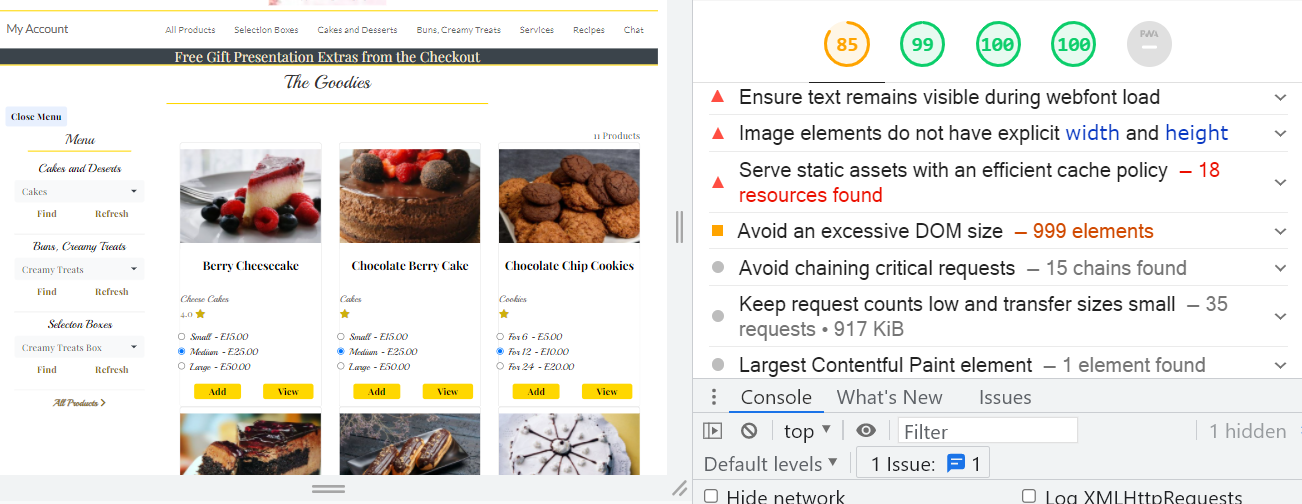 My Account
All Products Selection Boxes Cakes and Desserts Buns, Creamy Treats Services Recipes Chat
Free Gift Presentation Extras from the Checkout
The Goodies
Close Menu
Menu
11 Products
Cakes and Deserts
Cakes
Find Refresh
Buns, Creamy Treats
Creamy Treats
Find Refresh
Selecton Boxes
Creamy Treats Box
Find Refresh
All Products
Berry Cheesecake
Cheese Cakes
4.0
Small - £15.00
Medium - £25.00
Large - £50.00
Add View
Chocolate Berry Cake
Cakes
Small - £15.00
Medium - £25.00
Large - £50.00
Add View
Chocolate Chip Cookies
Cookies
For 6 - £5.00
For 12 - £10.00
For 24 - £20.00
Add View
85 99 100 100 PWA
Ensure text remains visible during webfont load
Image elements do not have explicit width and height
Serve static assets with an efficient cache policy — 18
resources found
Avoid an excessive DOM size — 999 elements
Avoid chaining critical requests — 15 chains found
Keep request counts low and transfer sizes small — 35
requests • 917 KiB
Largest Contentful Paint element — 1 element found
Console What's New Issues
top Filter 1 hidden
Default levels 1 Issue: 1
Hide network Log XMLHttpRequests